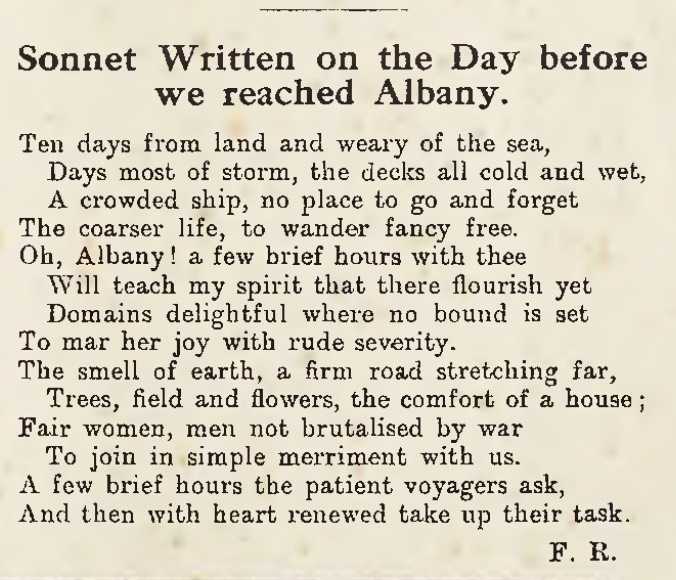 Sonnet Written on the Day before
we reached Albany.
Ten days from land and weary of the sea,
Days most of storm, the decks all cold and wet,
A crowded ship, no place to go and forget
The coarser life, to wander fancy free.
Oh, Albany! a few brief hours with thee
Will teach my spirit that there flourish yet
Domains delightful where no bound is set
To mar her joy with rude severity.
The smell of earth, a firm road stretching far,
Trees, field and flowers, the comfort of a house;
Fair women, men not brutalised by war
To join in simple merriment with us.
A few brief hours the patient voyagers ask,
And then with heart renewed take up their task.
F. R.